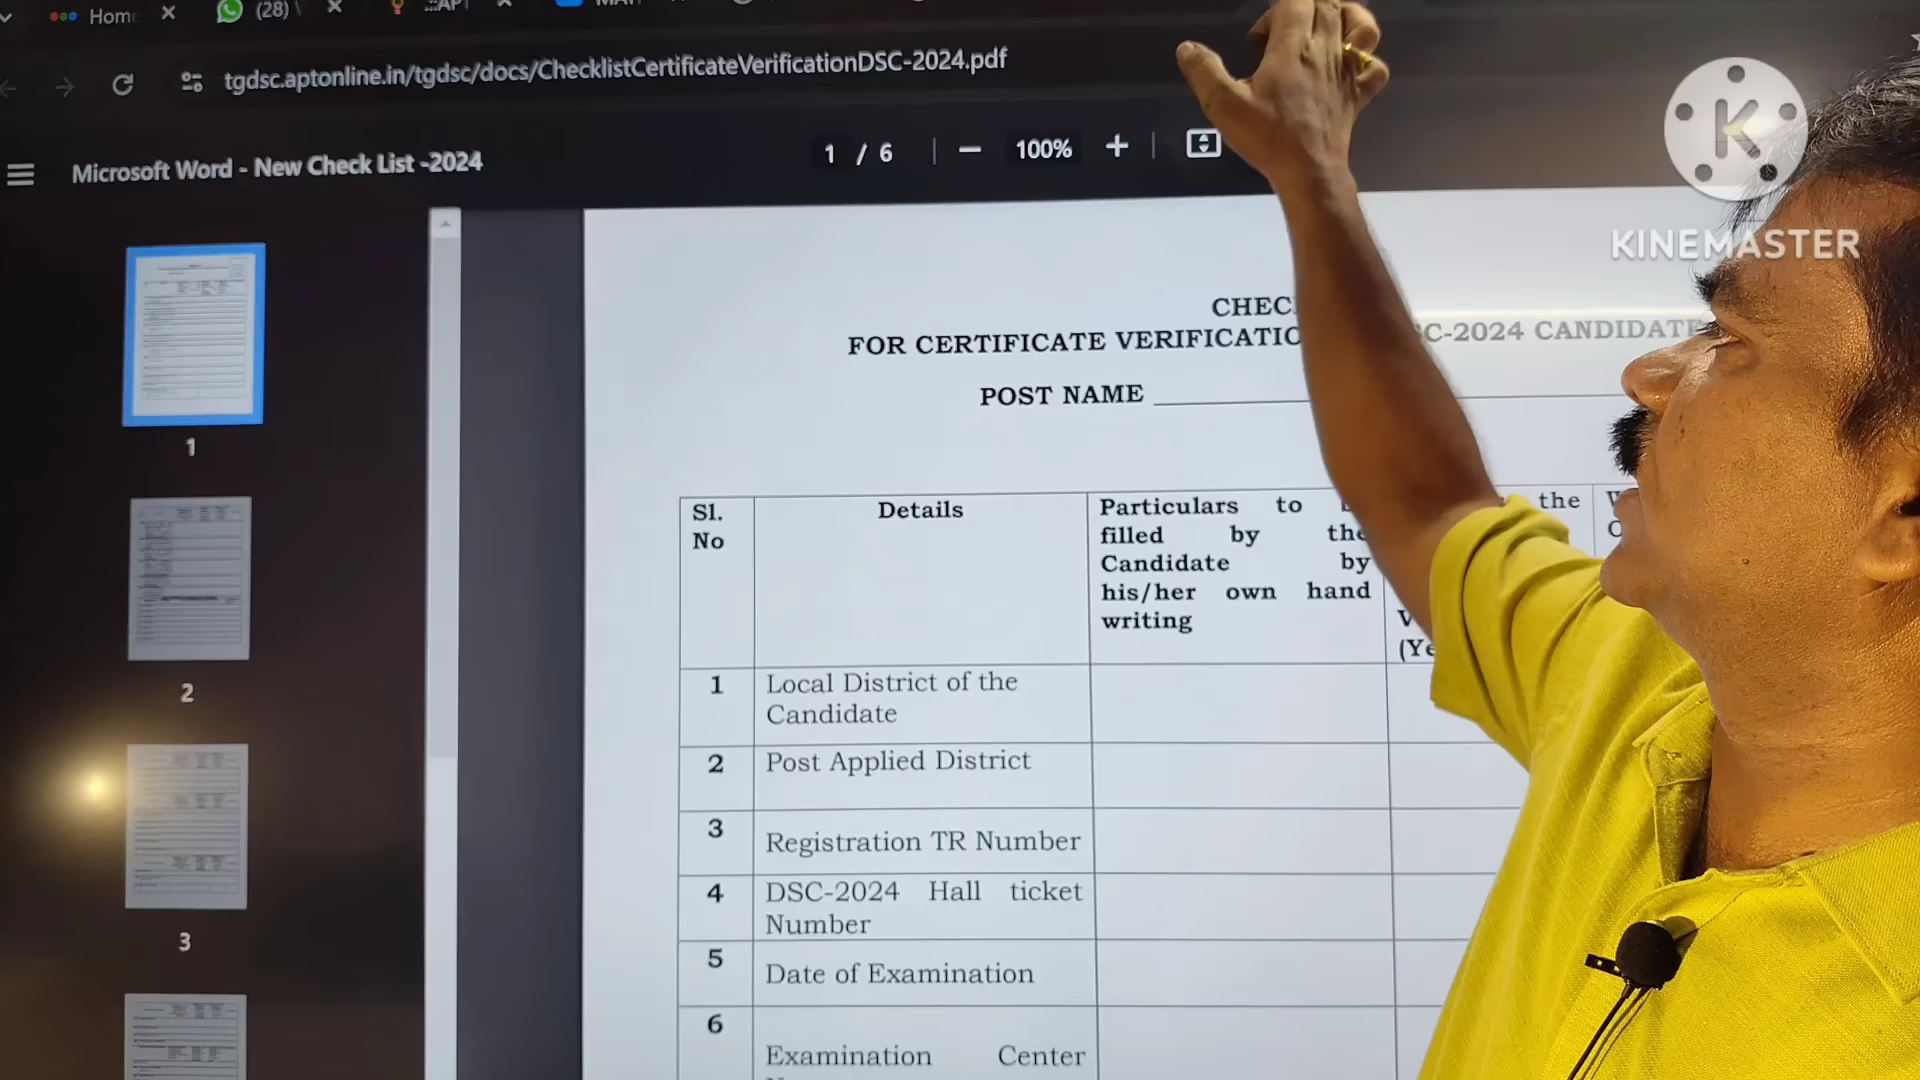 Home
(28)
tgdsc.aptonline.in/tgdsc/docs/ChecklistCertificateVerificationDSC-2024.pdf
Microsoft Word - New Check List -2024
1 / 6
100%
KINEMASTER
CHEC
FOR CERTIFICATE VERIFICATIO C-2024 CANDIDATE
POST NAME
Sl. No
Details
Particulars to
filled by the
Candidate by
his/her own hand
writing
the
(Ye
1 Local District of the
Candidate
2 Post Applied District
3 Registration TR Number
4 DSC-2024 Hall ticket
Number
5 Date of Examination
6 Examination Center
1
2
3